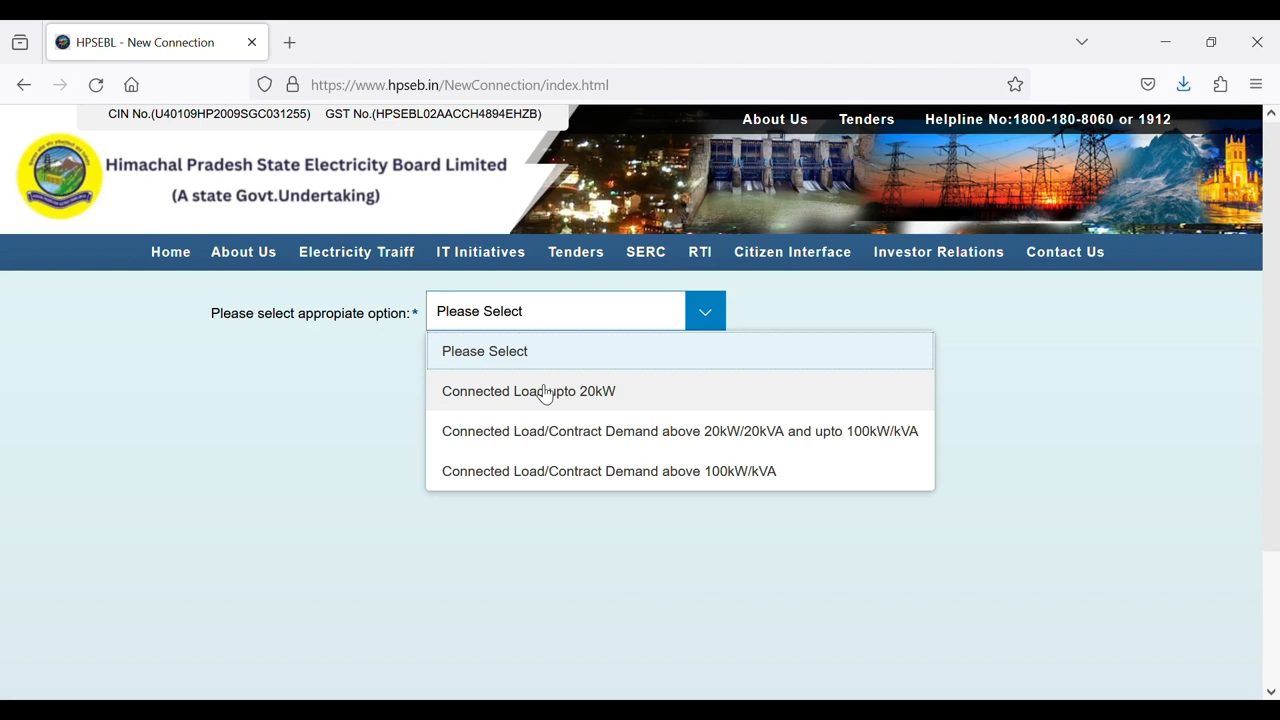 HPSEBL - New Connection
https://www.hpseb.in/NewConnection/index.html
CIN No.(U40109HP2009SGC031255) GST No.(HPSEBL02AACCH4894EHZB)
About Us Tenders Helpline No:1800-180-8060 or 1912
Himachal Pradesh State Electricity Board Limited
(A state Govt.Undertaking)
Home About Us Electricity Traiff IT Initiatives Tenders SERC RTI Citizen Interface Investor Relations Contact Us
Please select appropiate option:* Please Select
Please Select
Connected Load upto 20kW
Connected Load/Contract Demand above 20kW/20kVA and upto 100kW/kVA
Connected Load/Contract Demand above 100kW/kVA